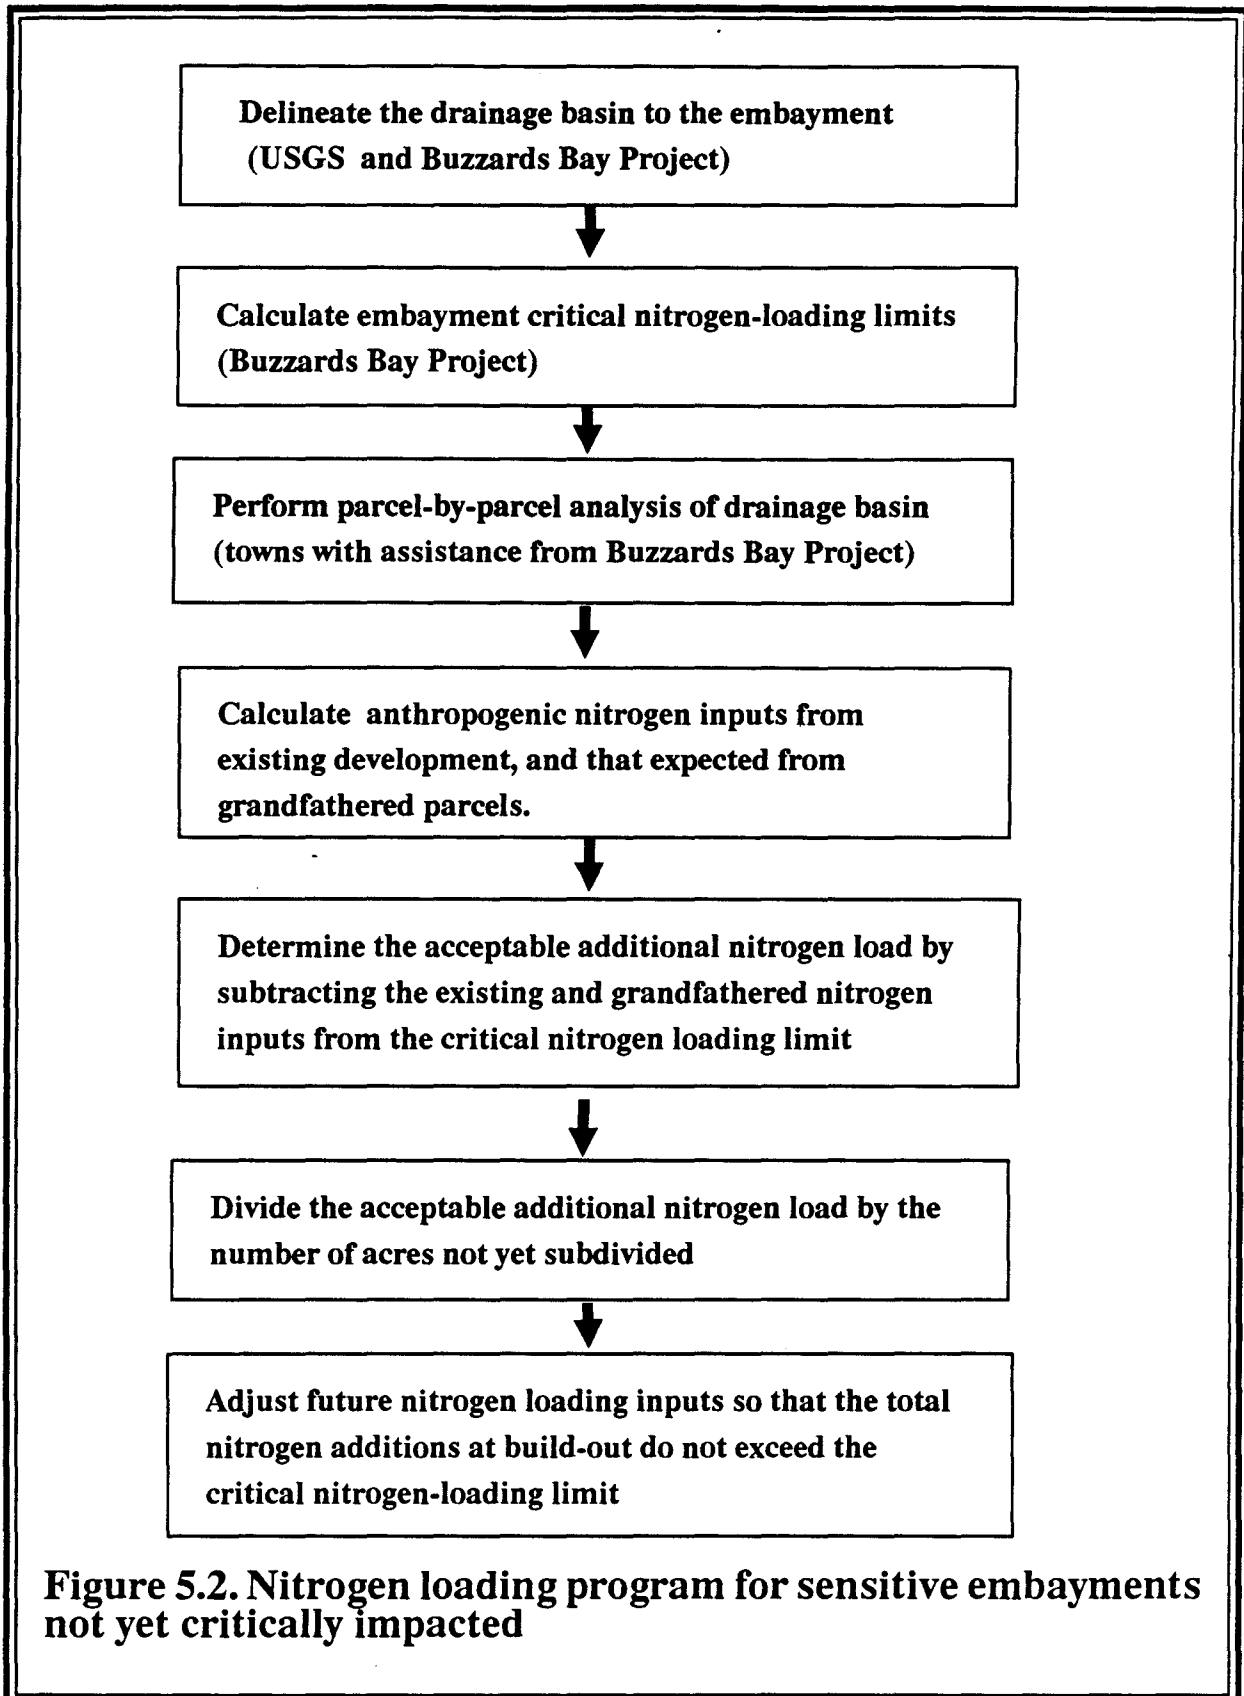 Delineate the drainage basin to the embayment
(USGS and Buzzards Bay Project)
Calculate embayment critical nitrogen-loading limits
(Buzzards Bay Project)
Perform parcel-by-parcel analysis of drainage basin
(towns with assistance from Buzzards Bay Project)
Calculate anthropogenic nitrogen inputs from
existing development, and that expected from
grandfathered parcels.
Determine the acceptable additional nitrogen load by
subtracting the existing and grandfathered nitrogen
inputs from the critical nitrogen loading limit
Divide the acceptable additional nitrogen load by the
number of acres not yet subdivided
Adjust future nitrogen loading inputs so that the total
nitrogen additions at build-out do not exceed the
critical nitrogen-loading limit
Figure 5.2. Nitrogen loading program for sensitive embayments
not yet critically impacted